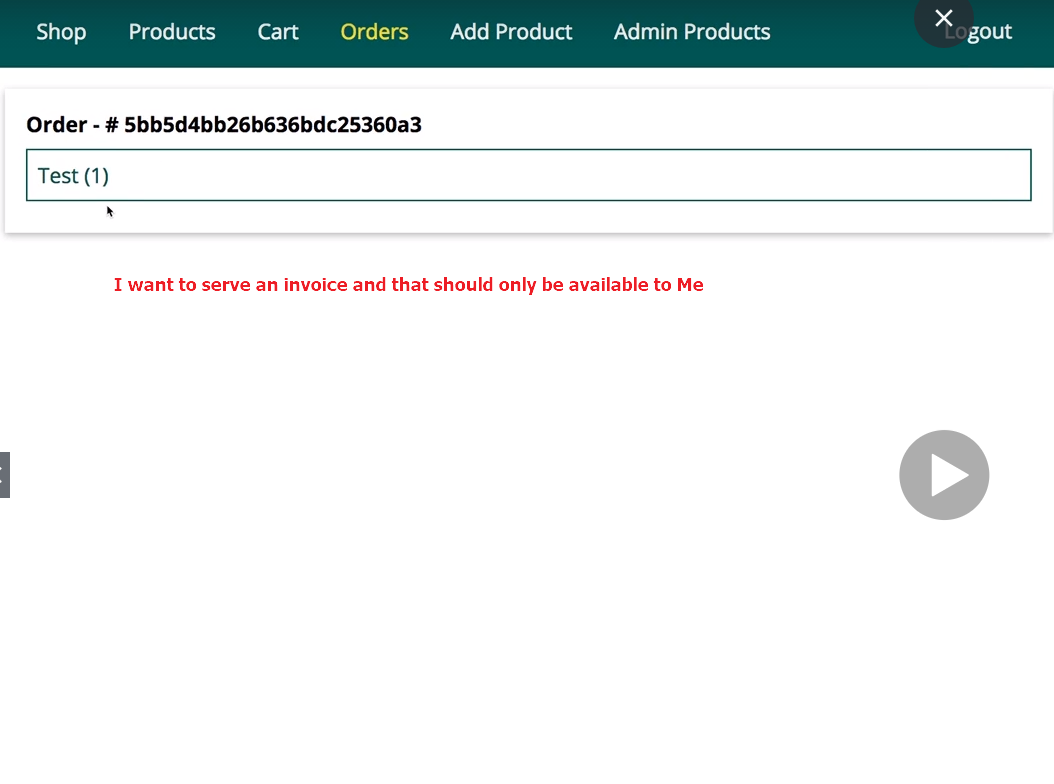 Shop Products Cart Orders Add Product Admin Products Logout
Order - # 5bb5d4bb26b636bdc25360a3
Test (1)
I want to serve an invoice and that should only be available to Me